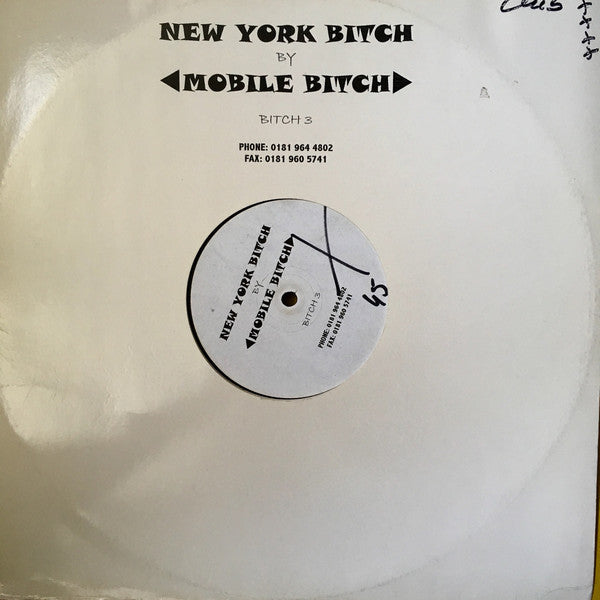 NEW YORK BITCH
BY
◀MOBILE BITCH▶
BITCH 3
PHONE: 0181 964 4802
FAX: 0181 960 5741
NEW YORK BITCH
BY
◀MOBILE BITCH▶
BITCH 3
PHONE: 0181 964 4802
FAX: 0181 960 5741
45